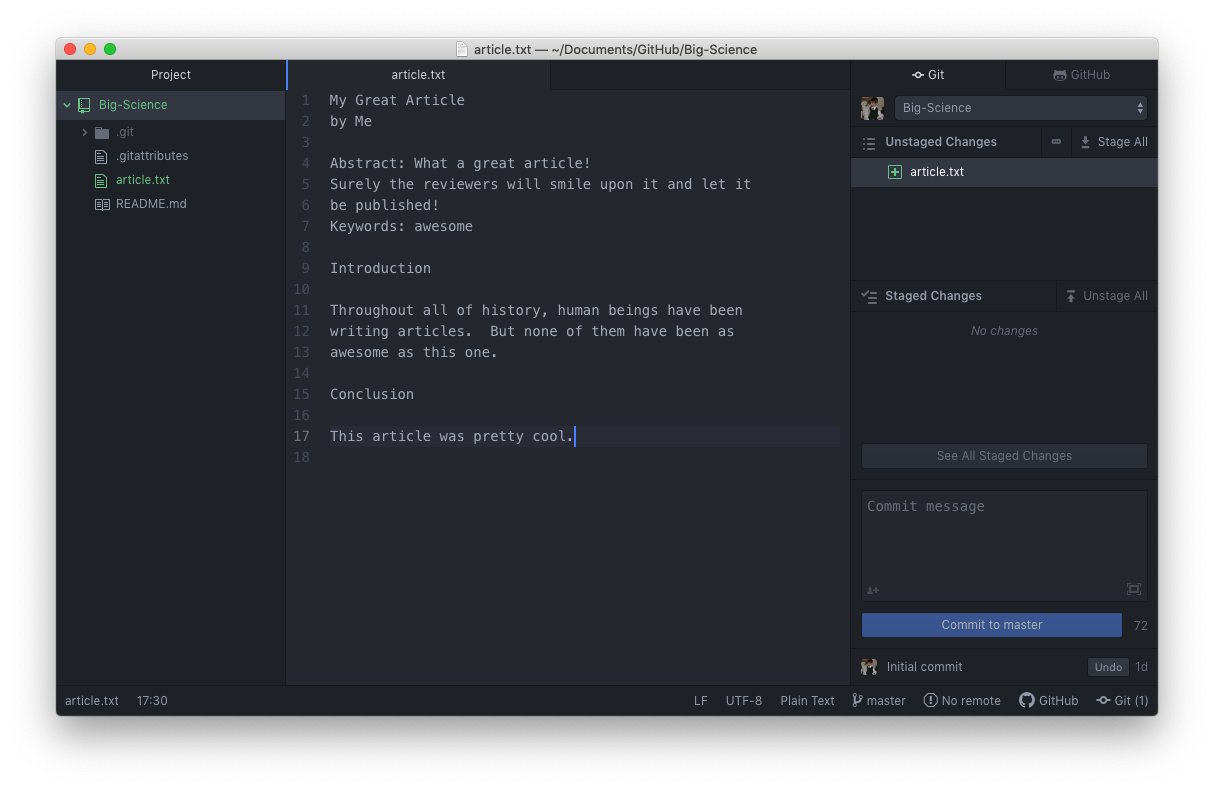 article.txt — ~/Documents/GitHub/Big-Science
Project
Big-Science
.git
.gitattributes
article.txt
README.md
article.txt
1 My Great Article
2 by Me
3
4 Abstract: What a great article!
5 Surely the reviewers will smile upon it and let it
6 be published!
7 Keywords: awesome
8
9 Introduction
10
11 Throughout all of history, human beings have been
12 writing articles.  But none of them have been as
13 awesome as this one.
14
15 Conclusion
16
17 This article was pretty cool.
18
Git GitHub
Big-Science
Unstaged Changes Stage All
article.txt
Staged Changes Unstage All
No changes
See All Staged Changes
Commit message
Commit to master 72
Initial commit Undo 1d
article.txt 17:30 LF UTF-8 Plain Text master No remote GitHub Git (1)